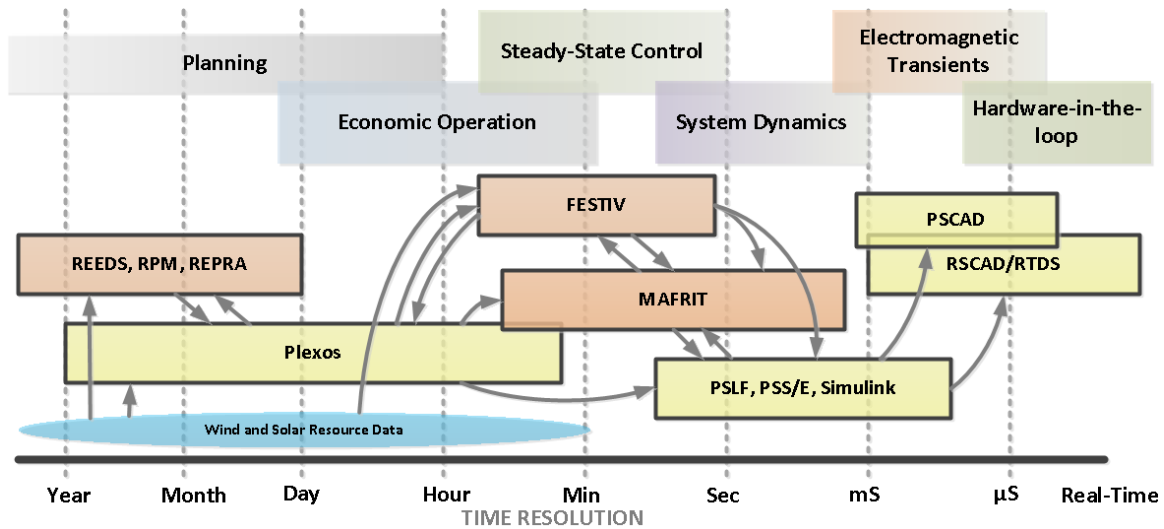 Planning
Steady-State Control
Electromagnetic
Transients
Economic Operation
System Dynamics
Hardware-in-the-
loop
FESTIV
PSCAD
REEDS, RPM, REPRA
RSCAD/RTDS
MAFRIT
Plexos
PSLF, PSS/E, Simulink
Wind and Solar Resource Data
Year Month Day Hour Min Sec mS μS Real-Time
TIME RESOLUTION